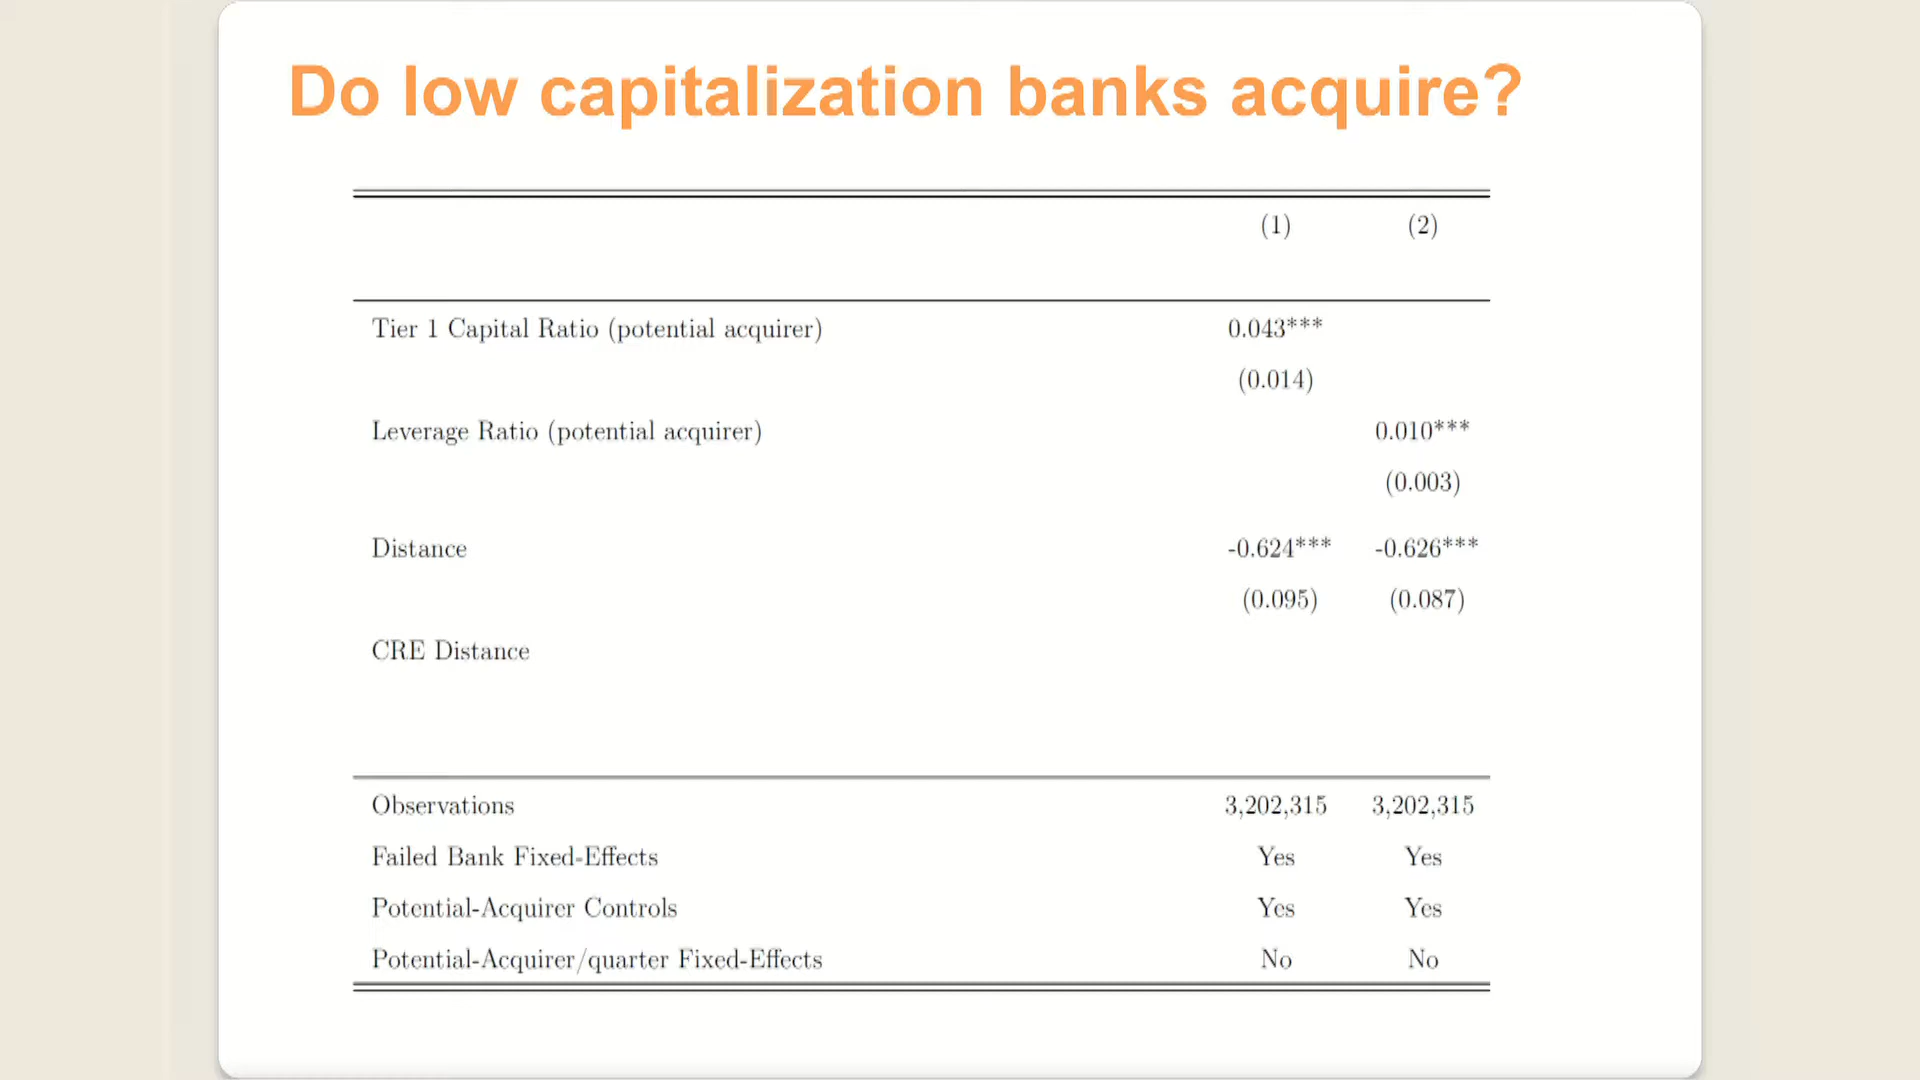 Do low capitalization banks acquire?
(1) (2)
Tier 1 Capital Ratio (potential acquirer) 0.043***
(0.014)
Leverage Ratio (potential acquirer) 0.010***
(0.003)
Distance -0.624*** -0.626***
(0.095) (0.087)
CRE Distance
Observations 3,202,315 3,202,315
Failed Bank Fixed-Effects Yes Yes
Potential-Acquirer Controls Yes Yes
Potential-Acquirer/quarter Fixed-Effects No No